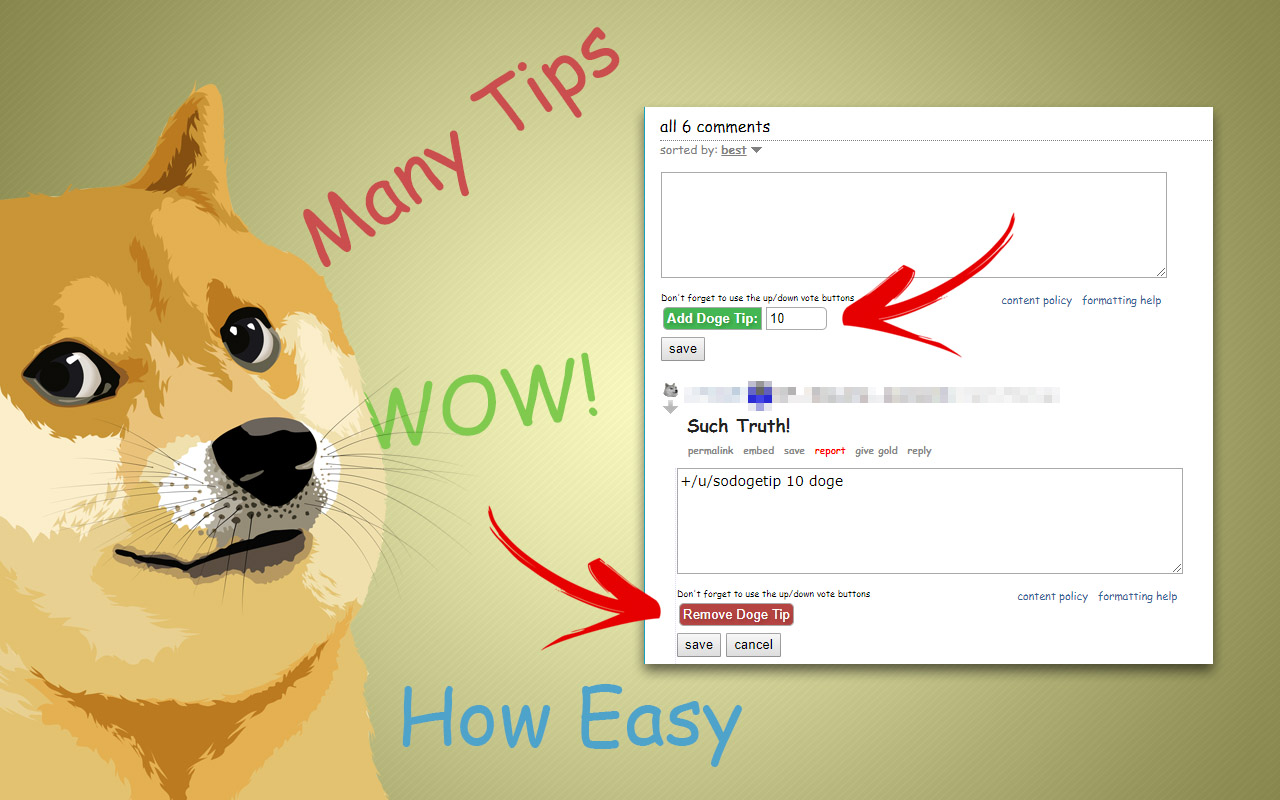 Many Tips
WOW!
How Easy
all 6 comments
sorted by: best
Don't forget to use the up/down vote buttons
content policy formatting help
Add Doge Tip: 10
save
Such Truth!
permalink embed save report give gold reply
+/u/sodogetip 10 doge
Don't forget to use the up/down vote buttons
content policy formatting help
Remove Doge Tip
save cancel